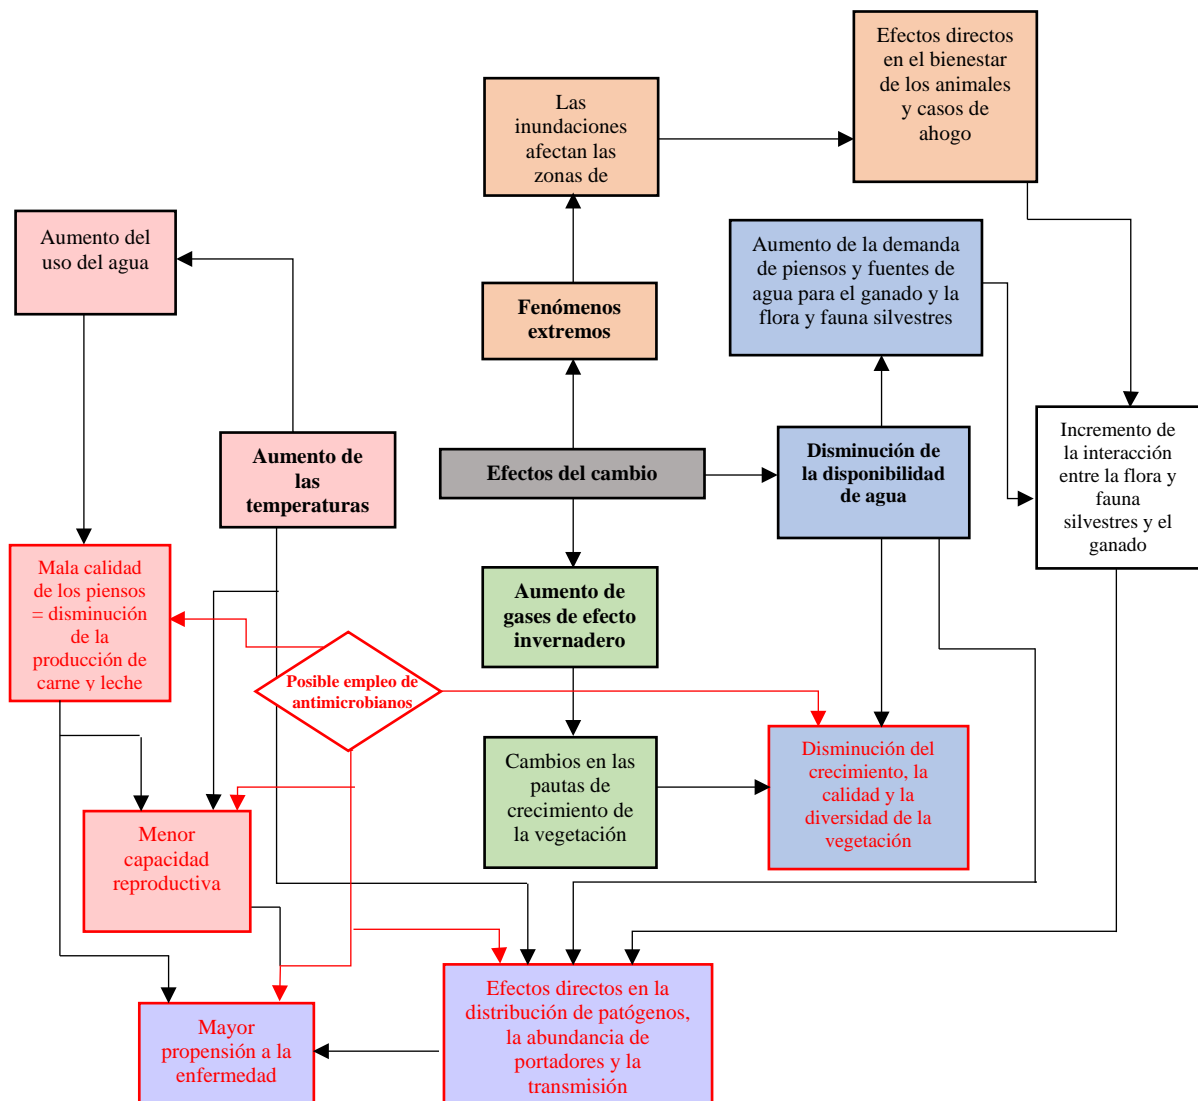 Efectos directos
en el bienestar
de los animales
y casos de
ahogo
Las
inundaciones
afectan las
zonas de
Aumento del
uso del agua
Aumento de la demanda
de piensos y fuentes de
agua para el ganado y la
flora y fauna silvestres
Fenómenos
extremos
Aumento de
las
temperaturas
Efectos del cambio
Disminución de
la disponibilidad
de agua
Incremento de
la interacción
entre la flora y
fauna
silvestres y el
ganado
Mala calidad
de los piensos
= disminución
de la
producción de
carne y leche
Aumento de
gases de efecto
invernadero
Posible empleo de
antimicrobianos
Cambios en las
pautas de
crecimiento de
la vegetación
Disminución del
crecimiento, la
calidad y la
diversidad de la
vegetación
Menor
capacidad
reproductiva
Efectos directos en la
distribución de patógenos,
la abundancia de
portadores y la
transmisión
Mayor
propensión a la
enfermedad